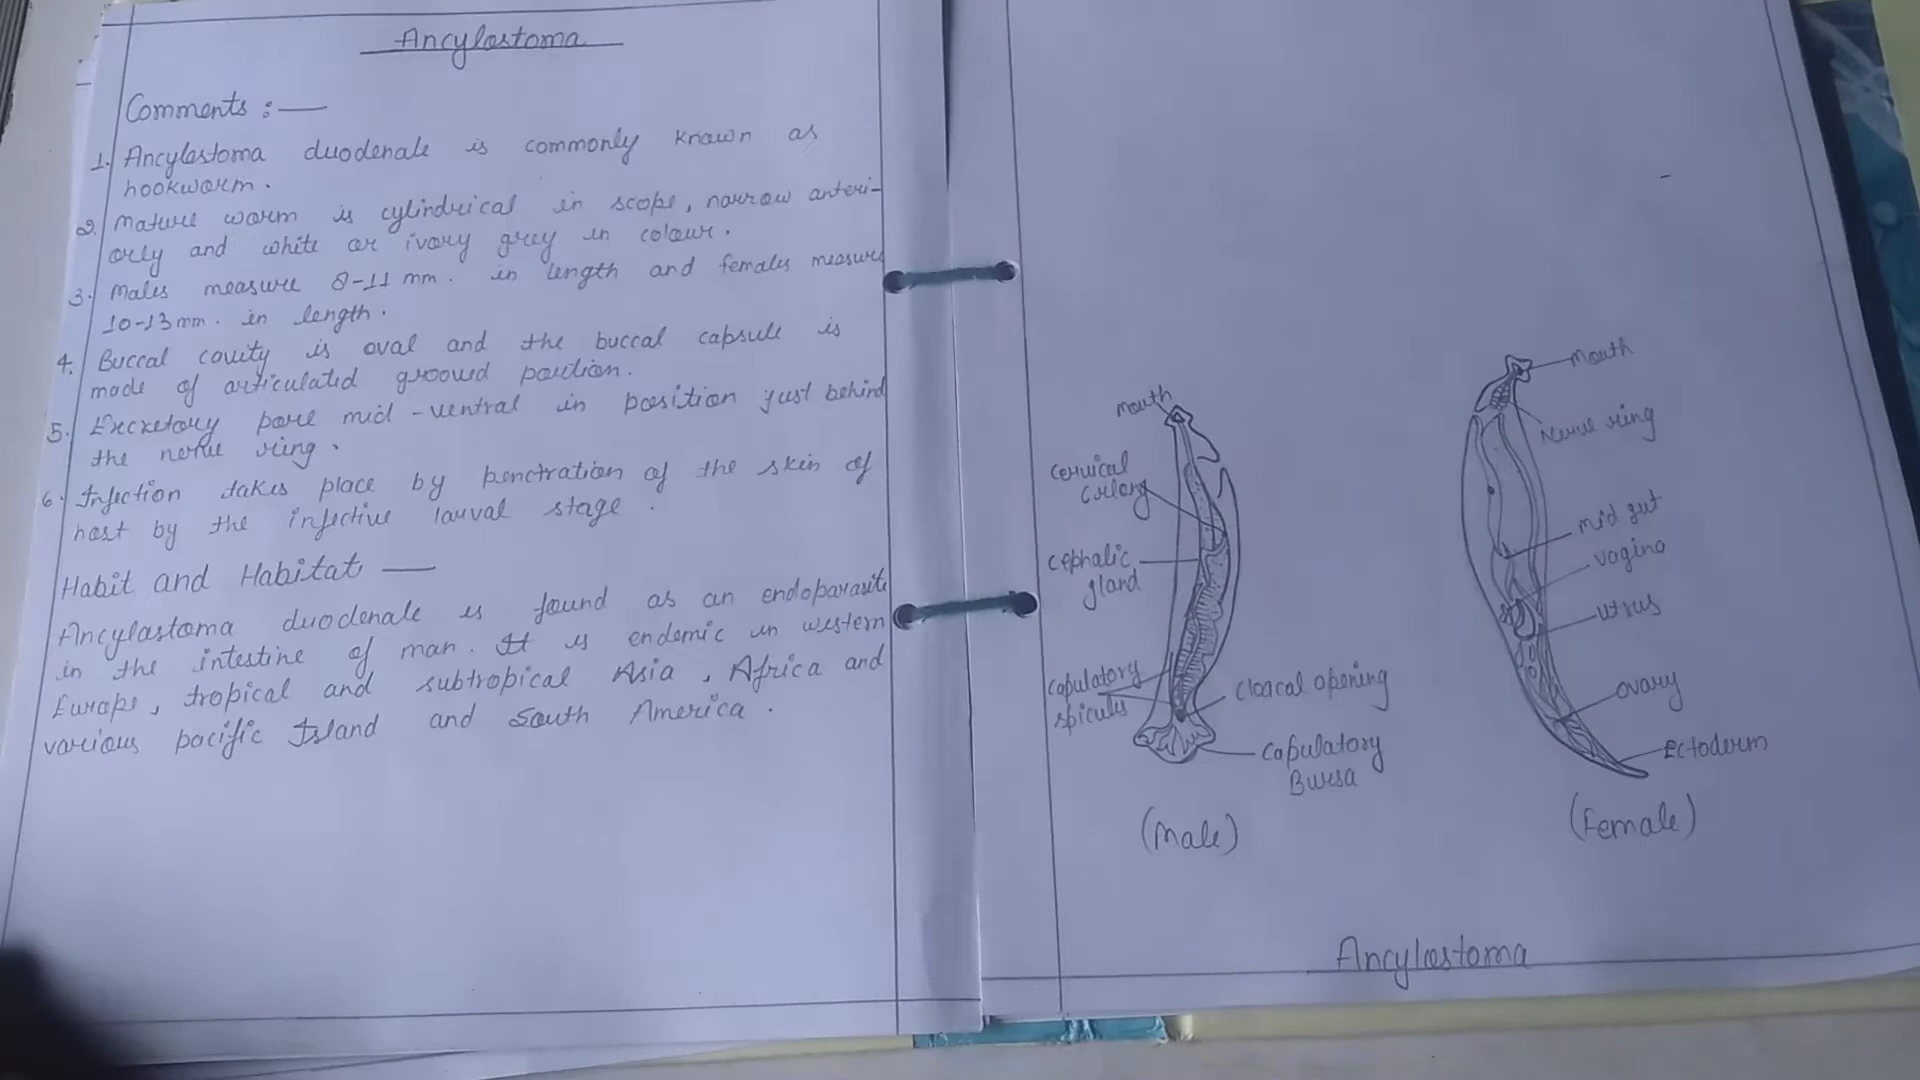 Ancylostoma
Comments :—
1. Ancylostoma duodenale is commonly known as
hookworm.
2. Mature worm is cylindrical in scope, narrow anteri-
orly and white or ivory grey in colour.
3. Males measure 8-11 mm. in length and females measure
10-13 mm. in length.
4. Buccal cavity is oval and the buccal capsule is
made of articulated grooved portion.
5. Excretory pore mid-ventral in position just behind
the nerve ring.
6. Infection takes place by penetration of the skin of
host by the infective larval stage.
Habit and Habitat —
Ancylostoma duodenale is found as an endoparasite
in the intestine of man. It is endemic in western
Europe, tropical and subtropical Asia, Africa and
various pacific Island and South America.
mouth
cervical
cephalic
gland
copulatory
spicules
cloacal opening
Copulatory
Bursa
(Male)
mouth
Nerve ring
mid gut
vagina
utrus
ovary
Ectoderm
(Female)
Ancylostoma